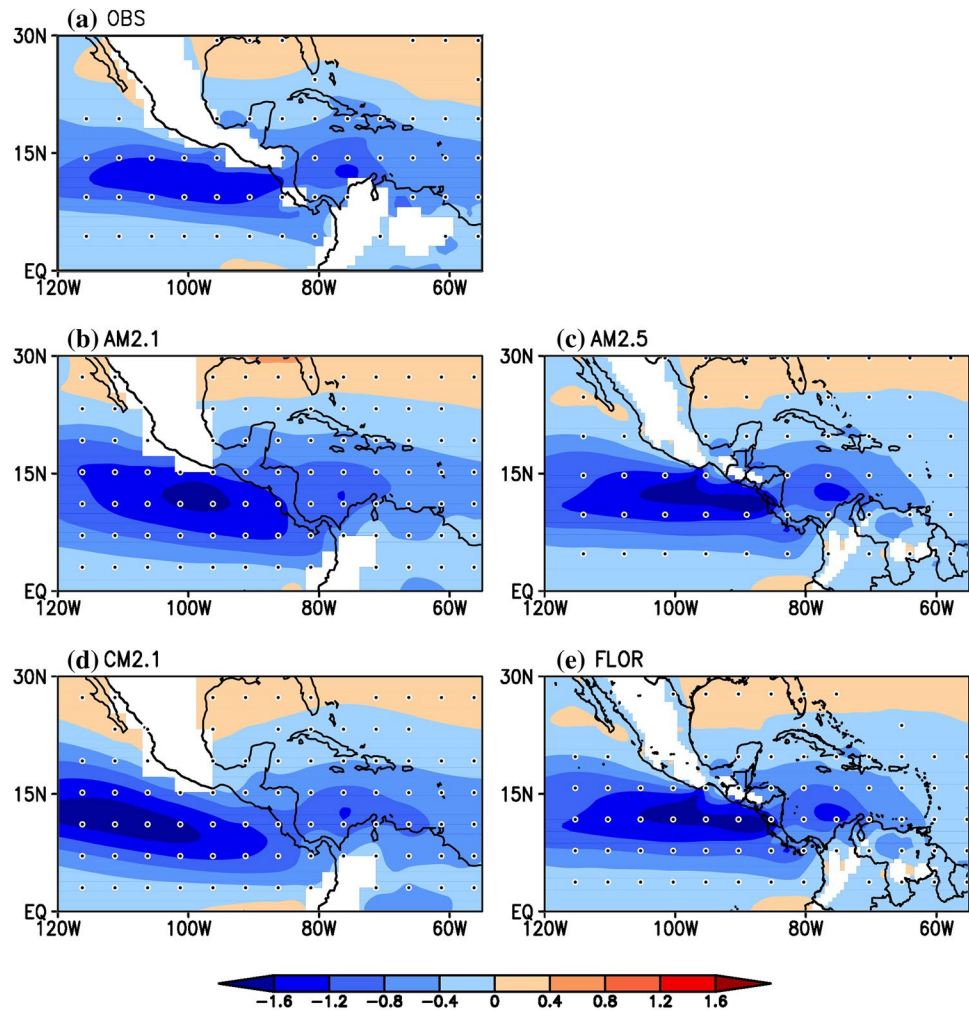 (a) OBS
30N
15N
EQ
120W 100W 80W 60W
(b) AM2.1
30N
15N
EQ
120W 100W 80W 60W
(c) AM2.5
30N
15N
EQ
120W 100W 80W 60W
(d) CM2.1
30N
15N
EQ
120W 100W 80W 60W
(e) FLOR
30N
15N
EQ
120W 100W 80W 60W
−1.6 −1.2 −0.8 −0.4 0 0.4 0.8 1.2 1.6